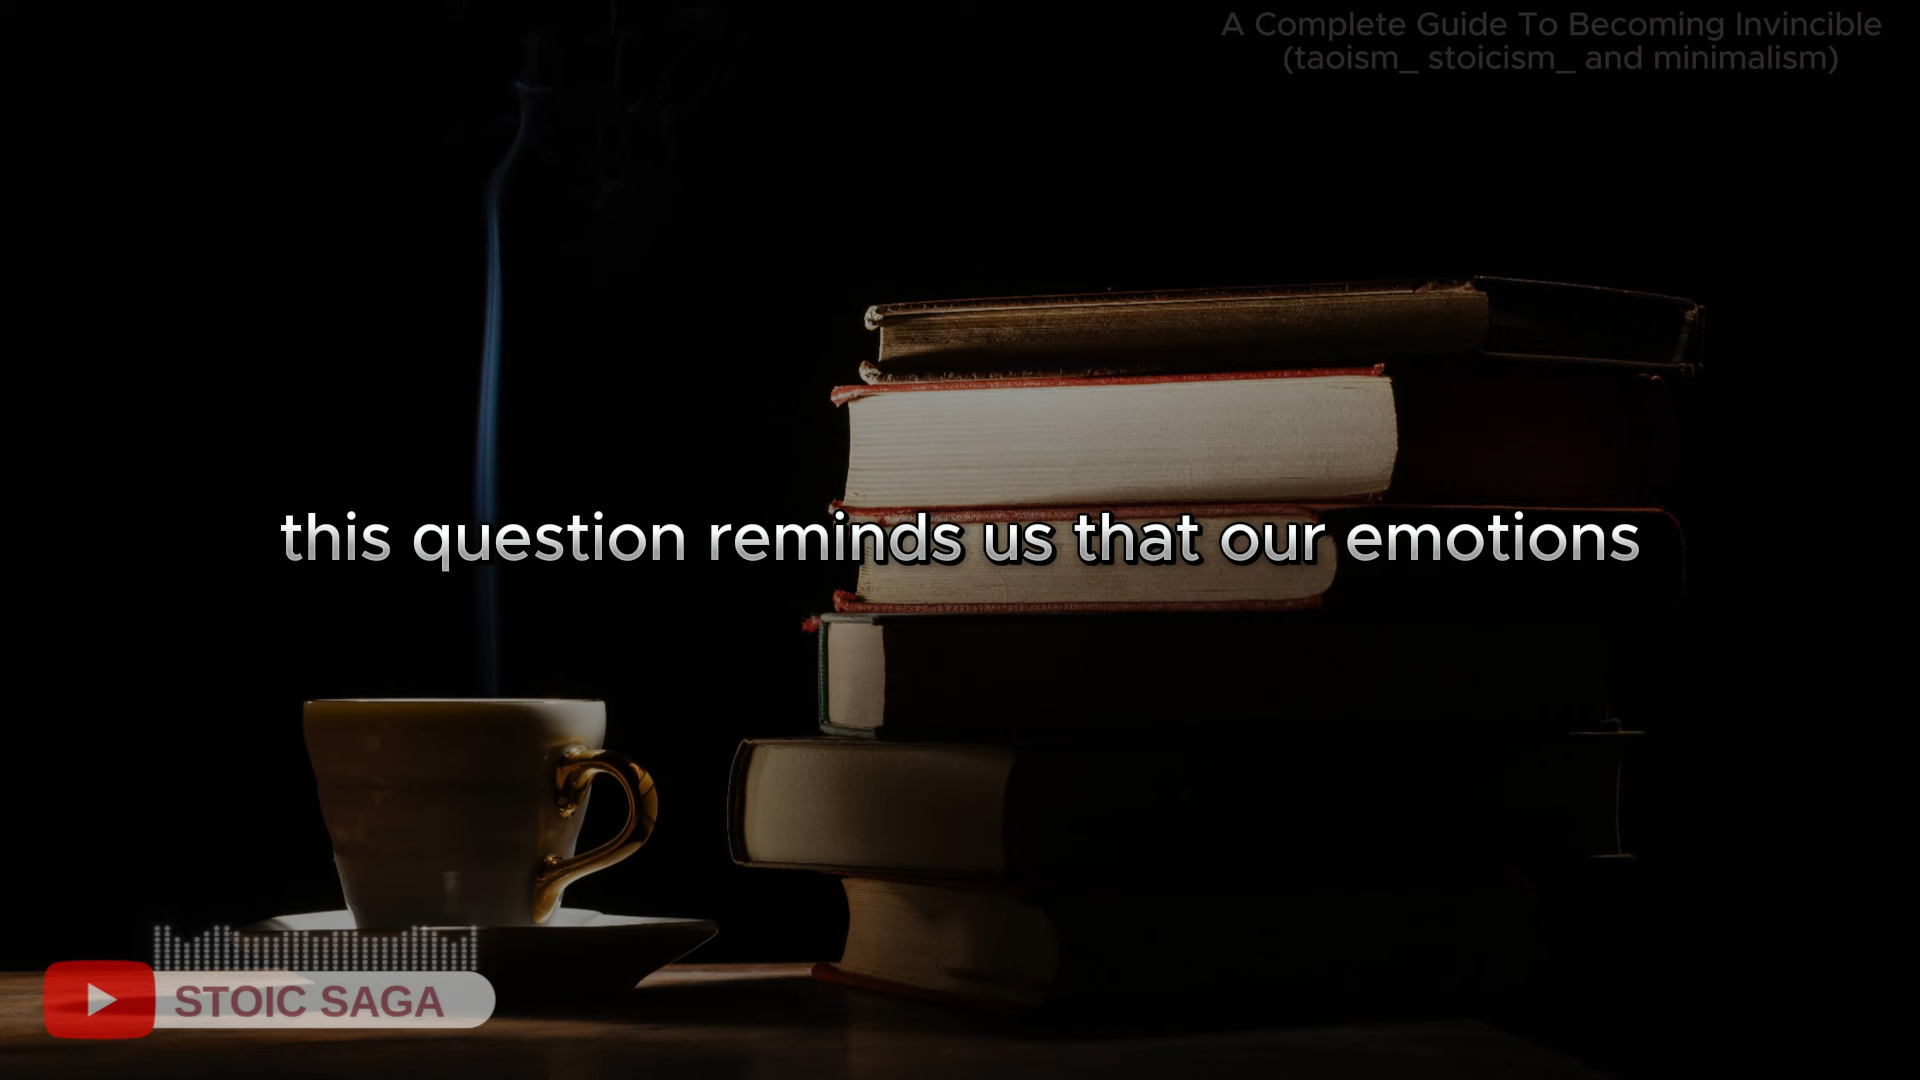 A Complete Guide To Becoming Invincible
(taoism_ stoicism_ and minimalism)
this question reminds us that our emotions
STOIC SAGA